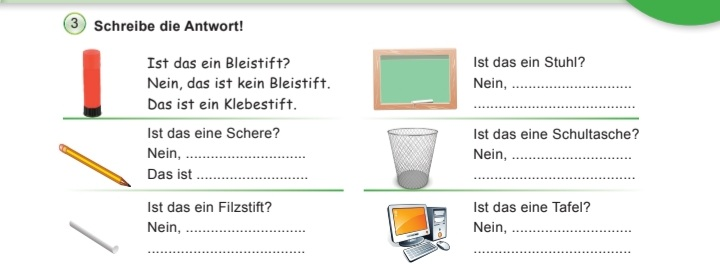 3 Schreibe die Antwort!
Ist das ein Bleistift?
Nein, das ist kein Bleistift.
Das ist ein Klebestift.
Ist das eine Schere?
Nein, ..............................
Das ist ............................
Ist das ein Filzstift?
Nein, ..............................
.......................................
Ist das ein Stuhl?
Nein, ..............................
........................................
Ist das eine Schultasche?
Nein, ..............................
........................................
Ist das eine Tafel?
Nein, ..............................
.......................................